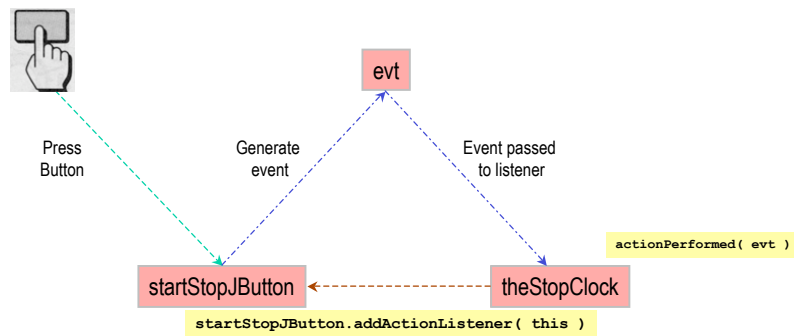 evt
Press
Button
Generate
event
Event passed
to listener
actionPerformed( evt )
startStopJButton
theStopClock
startStopJButton.addActionListener( this )